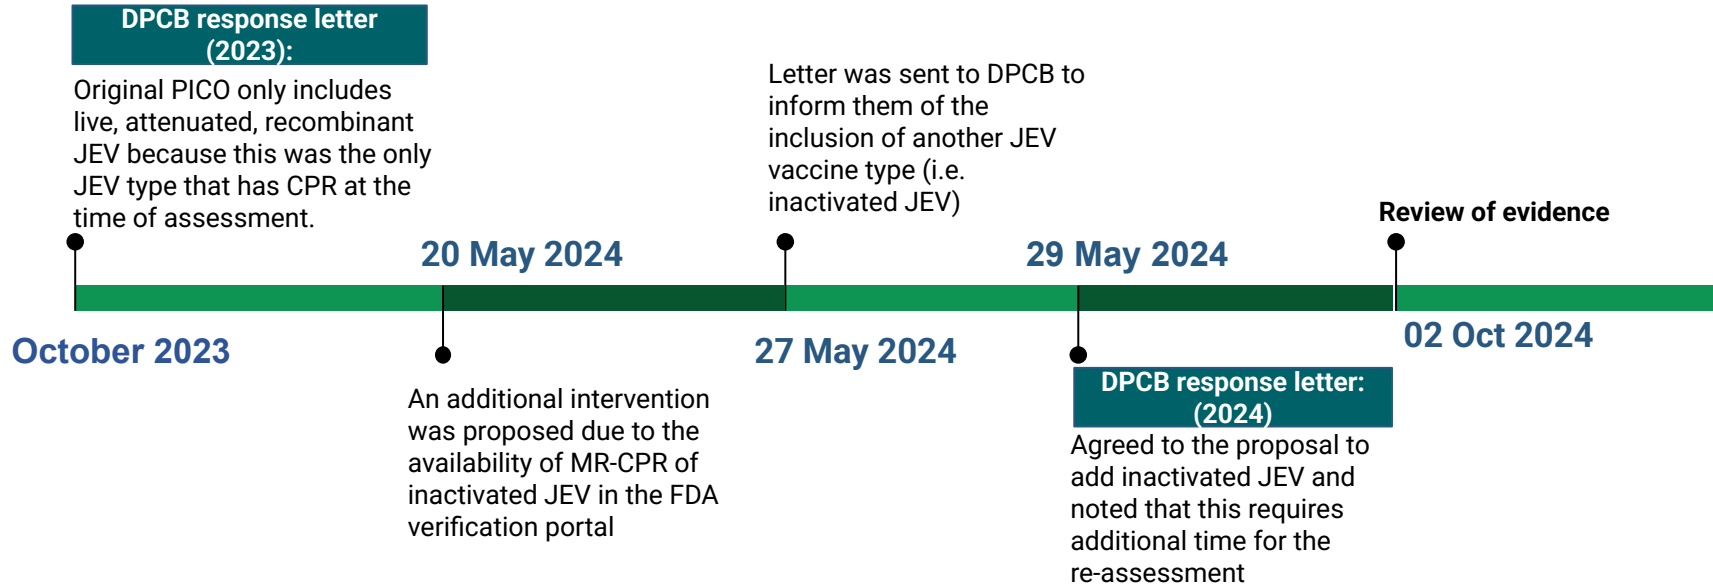 DPCB response letter
(2023):
Original PICO only includes
live, attenuated, recombinant
JEV because this was the only
JEV type that has CPR at the
time of assessment.
October 2023
20 May 2024
An additional intervention
was proposed due to the
availability of MR-CPR of
inactivated JEV in the FDA
verification portal
Letter was sent to DPCB to
inform them of the
inclusion of another JEV
vaccine type (i.e.
inactivated JEV)
27 May 2024
29 May 2024
DPCB response letter:
(2024)
Agreed to the proposal to
add inactivated JEV and
noted that this requires
additional time for the
re-assessment
Review of evidence
02 Oct 2024